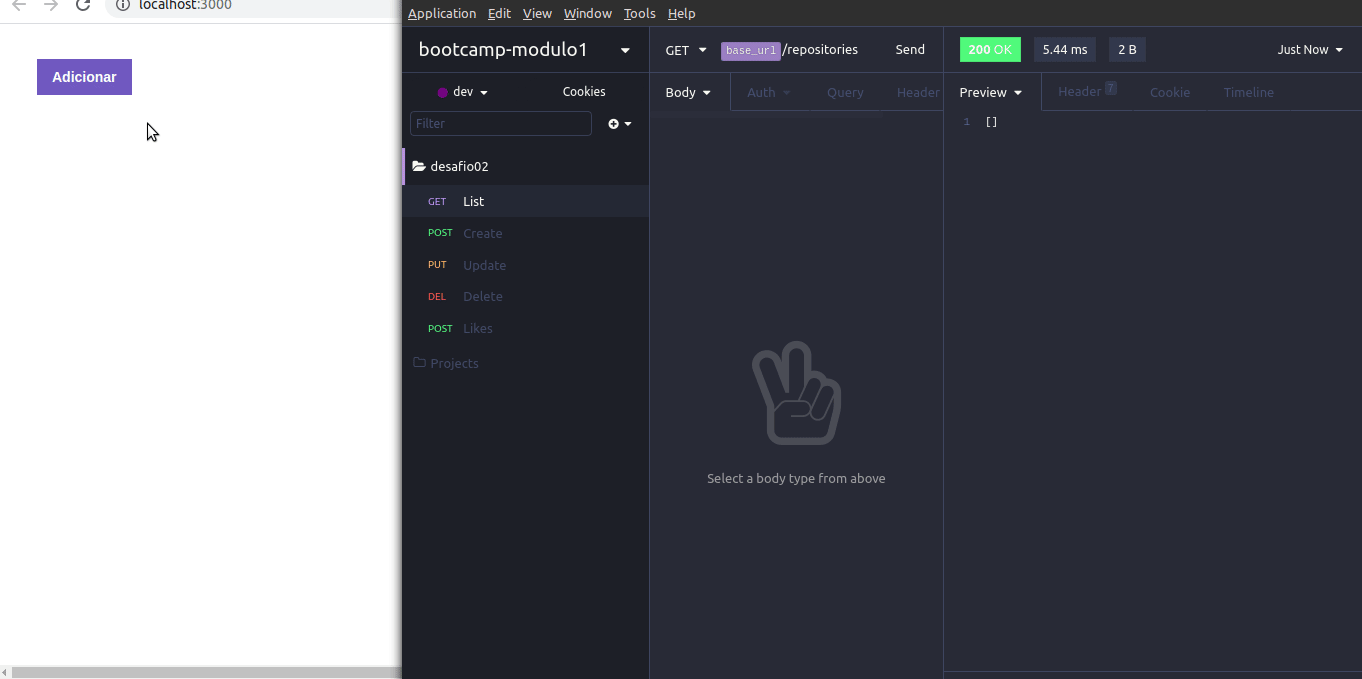 localhost:3000
Adicionar
Application Edit View Window Tools Help
bootcamp-modulo1
dev Cookies
Filter
desafio02
GET List
POST Create
PUT Update
DEL Delete
POST Likes
Projects
GET base_url/repositories Send
Body Auth Query Header
Select a body type from above
200 OK 5.44 ms 2 B Just Now
Preview Header 7 Cookie Timeline
1 []